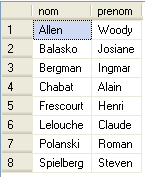 nom prenom
1 Allen Woody
2 Balasko Josiane
3 Bergman Ingmar
4 Chabat Alain
5 Frescourt Henri
6 Lelouche Claude
7 Polanski Roman
8 Spielberg Steven